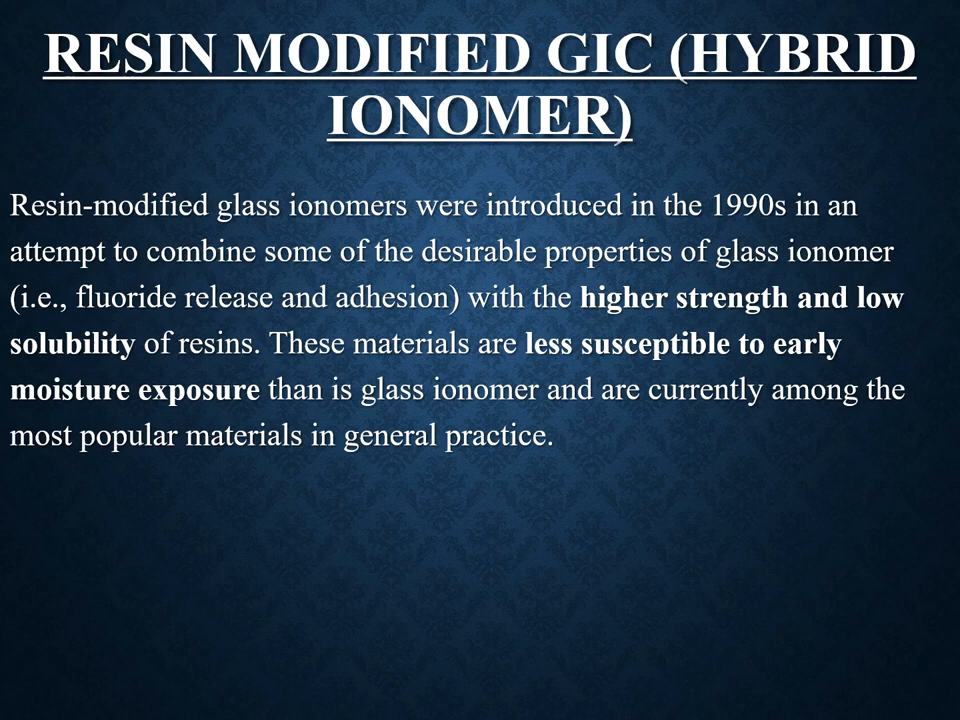 RESIN MODIFIED GIC (HYBRID
IONOMER)
Resin-modified glass ionomers were introduced in the 1990s in an
attempt to combine some of the desirable properties of glass ionomer
(i.e., fluoride release and adhesion) with the higher strength and low
solubility of resins. These materials are less susceptible to early
moisture exposure than is glass ionomer and are currently among the
most popular materials in general practice.